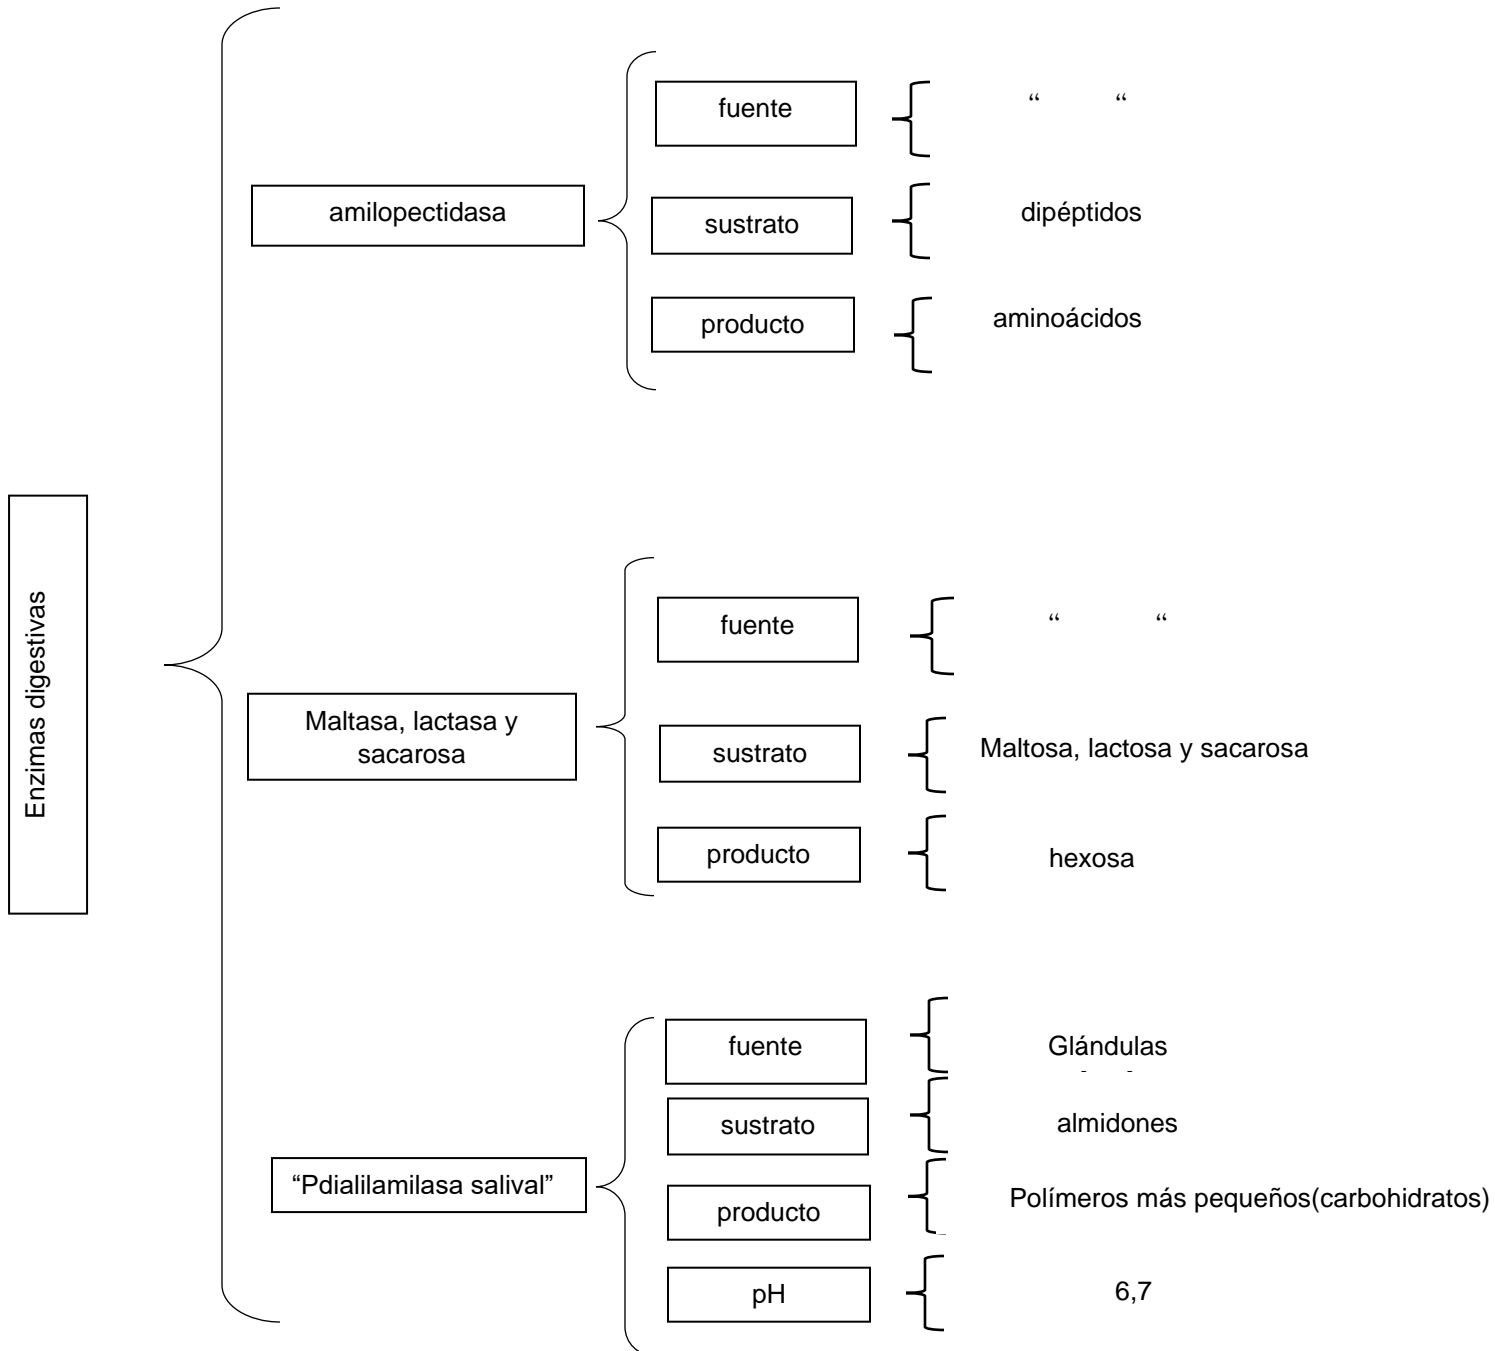 Enzimas digestivas
amilopectidasa
fuente
“ “
sustrato
dipéptidos
producto
aminoácidos
Maltasa, lactasa y
sacarosa
fuente
“ “
sustrato
Maltosa, lactosa y sacarosa
producto
hexosa
“Pdialilamilasa salival”
fuente
Glándulas
sustrato
almidones
producto
Polímeros más pequeños(carbohidratos)
pH
6,7